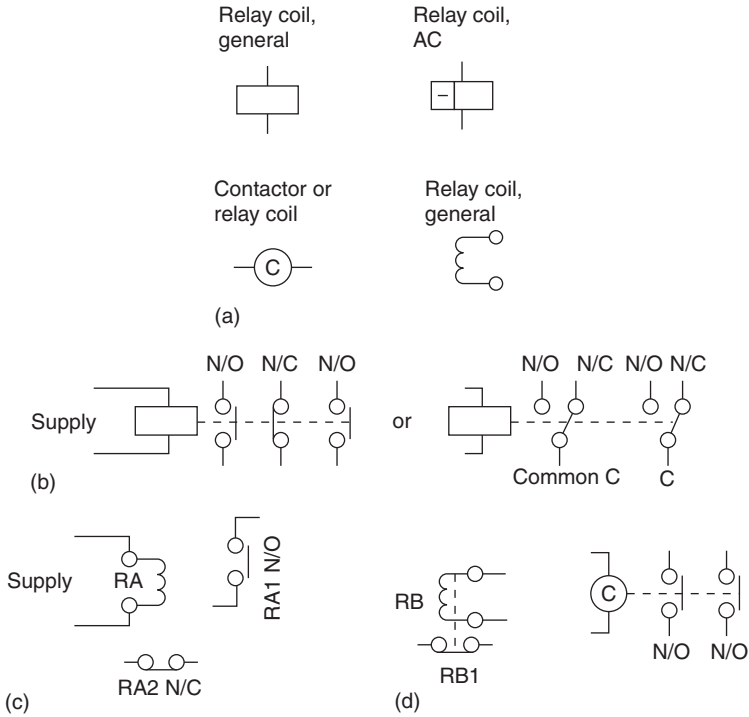 Relay coil,
general
Relay coil,
AC
–
Contactor or
relay coil
Relay coil,
general
C
(a)
N/O N/C N/O
N/O N/C N/O N/C
Supply
or
Common C
C
(b)
Supply
RA
RA1 N/O
RA2 N/C
(c)
RB
RB1
C
N/O N/O
(d)